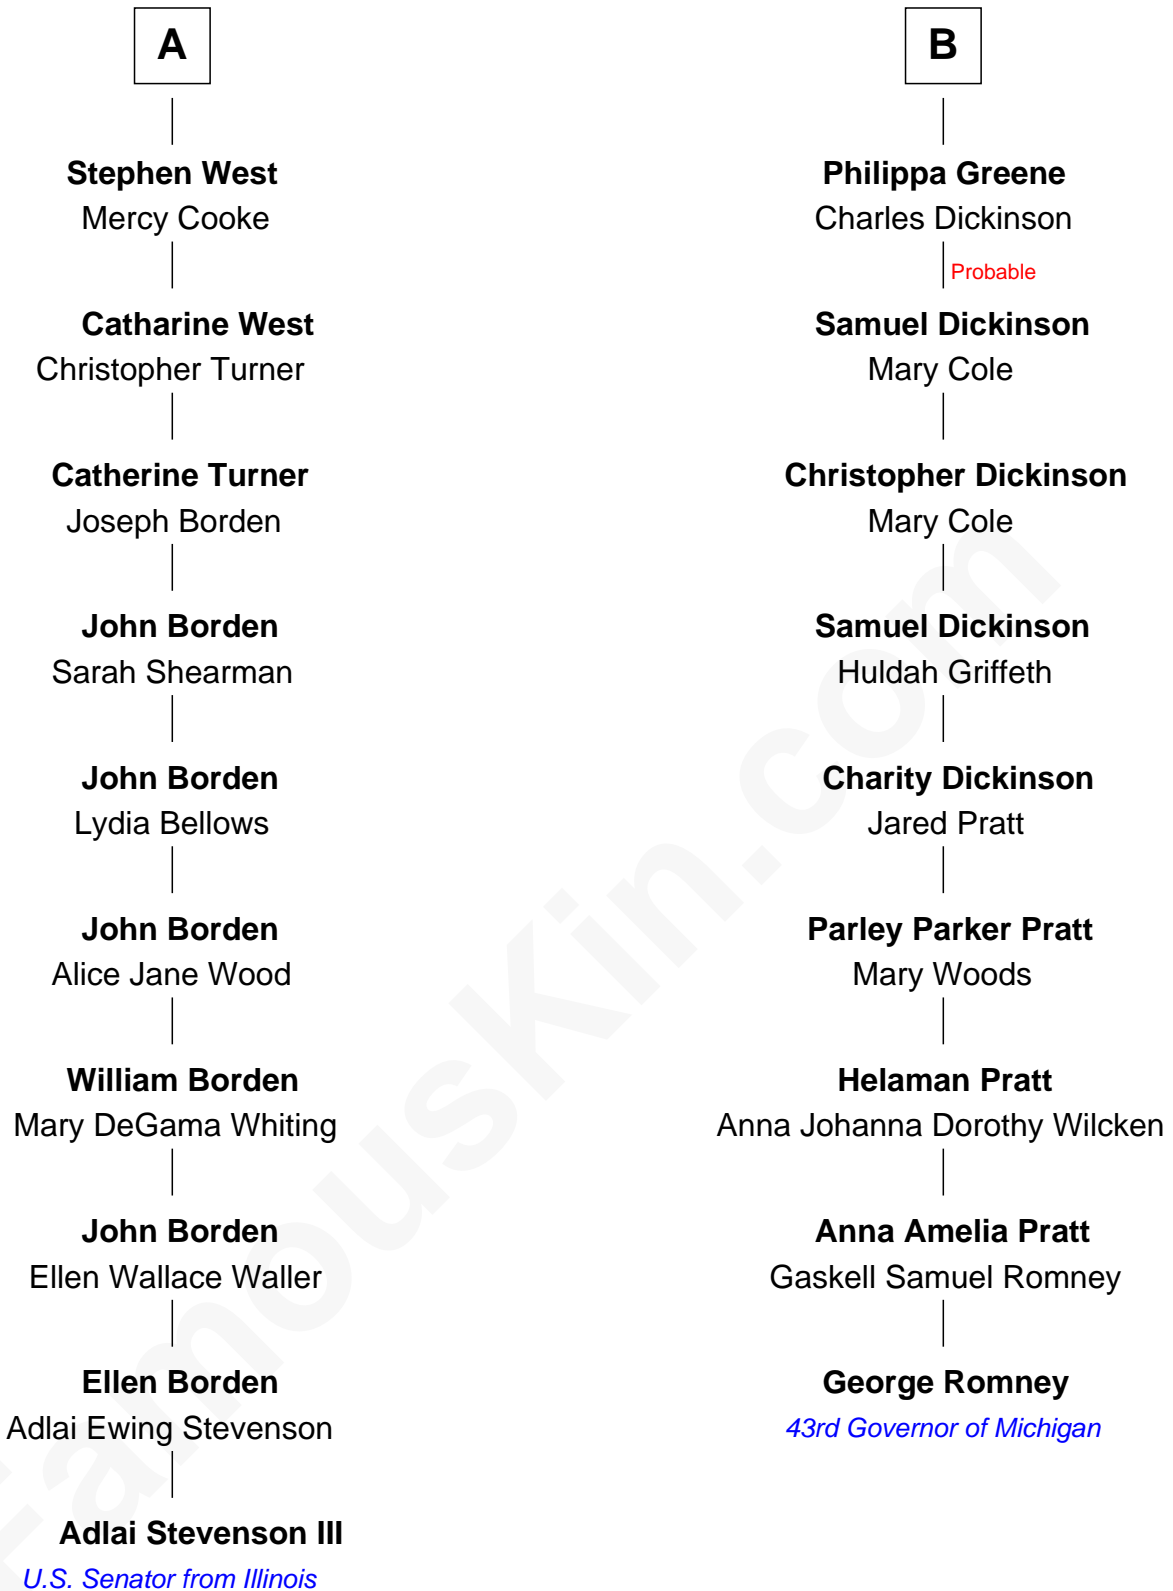 A
Stephen West
Mercy Cooke
Catharine West
Christopher Turner
Catherine Turner
Joseph Borden
John Borden
Sarah Shearman
John Borden
Lydia Bellows
John Borden
Alice Jane Wood
William Borden
Mary DeGama Whiting
John Borden
Ellen Wallace Waller
Ellen Borden
Adlai Ewing Stevenson
Adlai Stevenson III
U.S. Senator from Illinois
B
Philippa Greene
Charles Dickinson
Probable
Samuel Dickinson
Mary Cole
Christopher Dickinson
Mary Cole
Samuel Dickinson
Huldah Griffeth
Charity Dickinson
Jared Pratt
Parley Parker Pratt
Mary Woods
Helaman Pratt
Anna Johanna Dorothy Wilcken
Anna Amelia Pratt
Gaskell Samuel Romney
George Romney
43rd Governor of Michigan
FamousKin.com